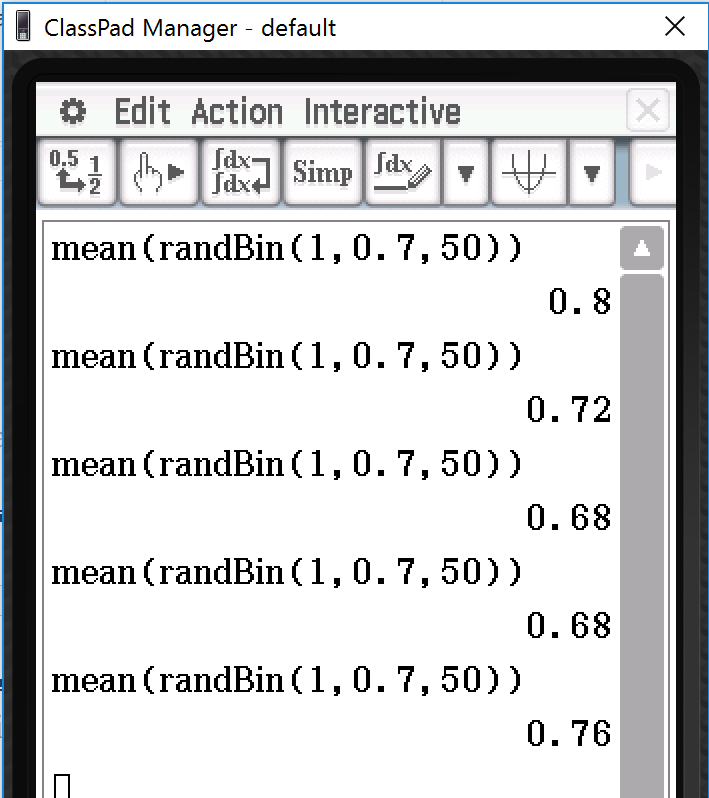 ClassPad Manager - default
Edit Action Interactive
0.5 1/2 ∫dx ∫dx Simp ∫dx
mean(randBin(1,0.7,50))
0.8
mean(randBin(1,0.7,50))
0.72
mean(randBin(1,0.7,50))
0.68
mean(randBin(1,0.7,50))
0.68
mean(randBin(1,0.7,50))
0.76